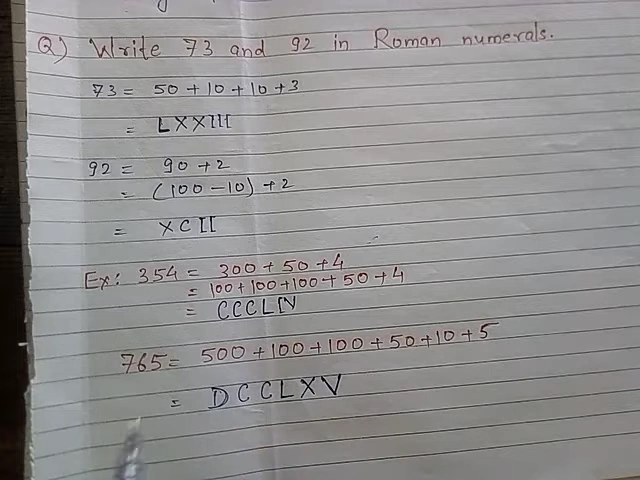 Q) Write 73 and 92 in Roman numerals.
73 = 50 + 10 + 10 + 3
= LXXIII
92 = 90 + 2
= (100 - 10) + 2
= XCII
Ex: 354 = 300 + 50 + 4
= 100 + 100 + 100 + 50 + 4
= CCCLIV
765 = 500 + 100 + 100 + 50 + 10 + 5
= DCCLXV